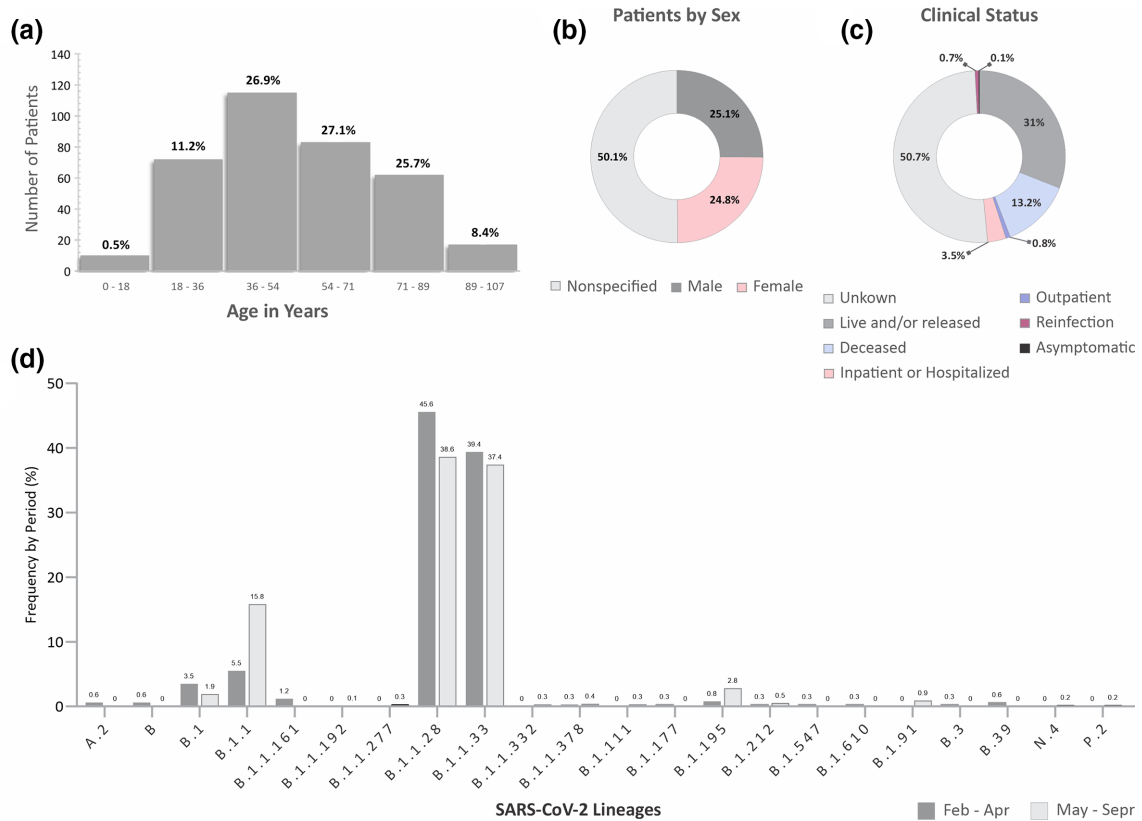 (a)
Number of Patients
140
120
100
80
60
40
20
0
0.5%
11.2%
26.9%
27.1%
25.7%
8.4%
0 - 18
18 - 36
36 - 54
54 - 71
71 - 89
89 - 107
Age in Years
Patients by Sex
(b)
50.1%
25.1%
24.8%
Nonspecified Male Female
Clinical Status
(c)
0.7%
0.1%
31%
50.7%
13.2%
0.8%
3.5%
Unkown
Live and/or released
Deceased
Inpatient or Hospitalized
Outpatient
Reinfection
Asymptomatic
(d)
Frequency by Period (%)
50
40
30
20
10
0
0.6 0 0.6 0 3.5 1.9 5.5 15.8 1.2 0 0 0.1 0 0.3 45.6 38.6 39.4 37.4 0 0.3 0.3 0.4 0 0.3 0.3 0 0.8 2.8 0.3 0.5 0.3 0 0.3 0 0 0.9 0.3 0 0.6 0 0 0.2 0 0.2
A.2
B
B.1
B.1.1
B.1.1.161
B.1.1.192
B.1.1.277
B.1.1.28
B.1.1.33
B.1.1.332
B.1.1.378
B.1.111
B.1.177
B.1.195
B.1.212
B.1.547
B.1.610
B.1.91
B.3
B.39
N.4
P.2
SARS-CoV-2 Lineages
Feb - Apr May - Sepr